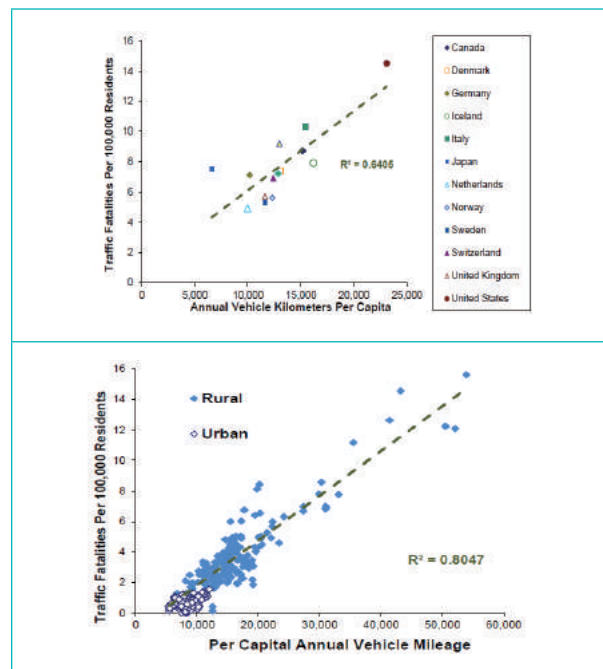 Traffic Fatalities Per 100,000 Residents
16
14
12
10
8
6
4
2
0
0
5,000
10,000
15,000
20,000
25,000
Annual Vehicle Kilometers Per Capita
R² = 0.6405
Canada
Denmark
Germany
Iceland
Italy
Japan
Netherlands
Norway
Sweden
Switzerland
United Kingdom
United States
Traffic Fatalities Per 100,000 Residents
16
14
12
10
8
6
4
2
0
0
10,000
20,000
30,000
40,000
50,000
60,000
Per Capital Annual Vehicle Mileage
Rural
Urban
R² = 0.8047